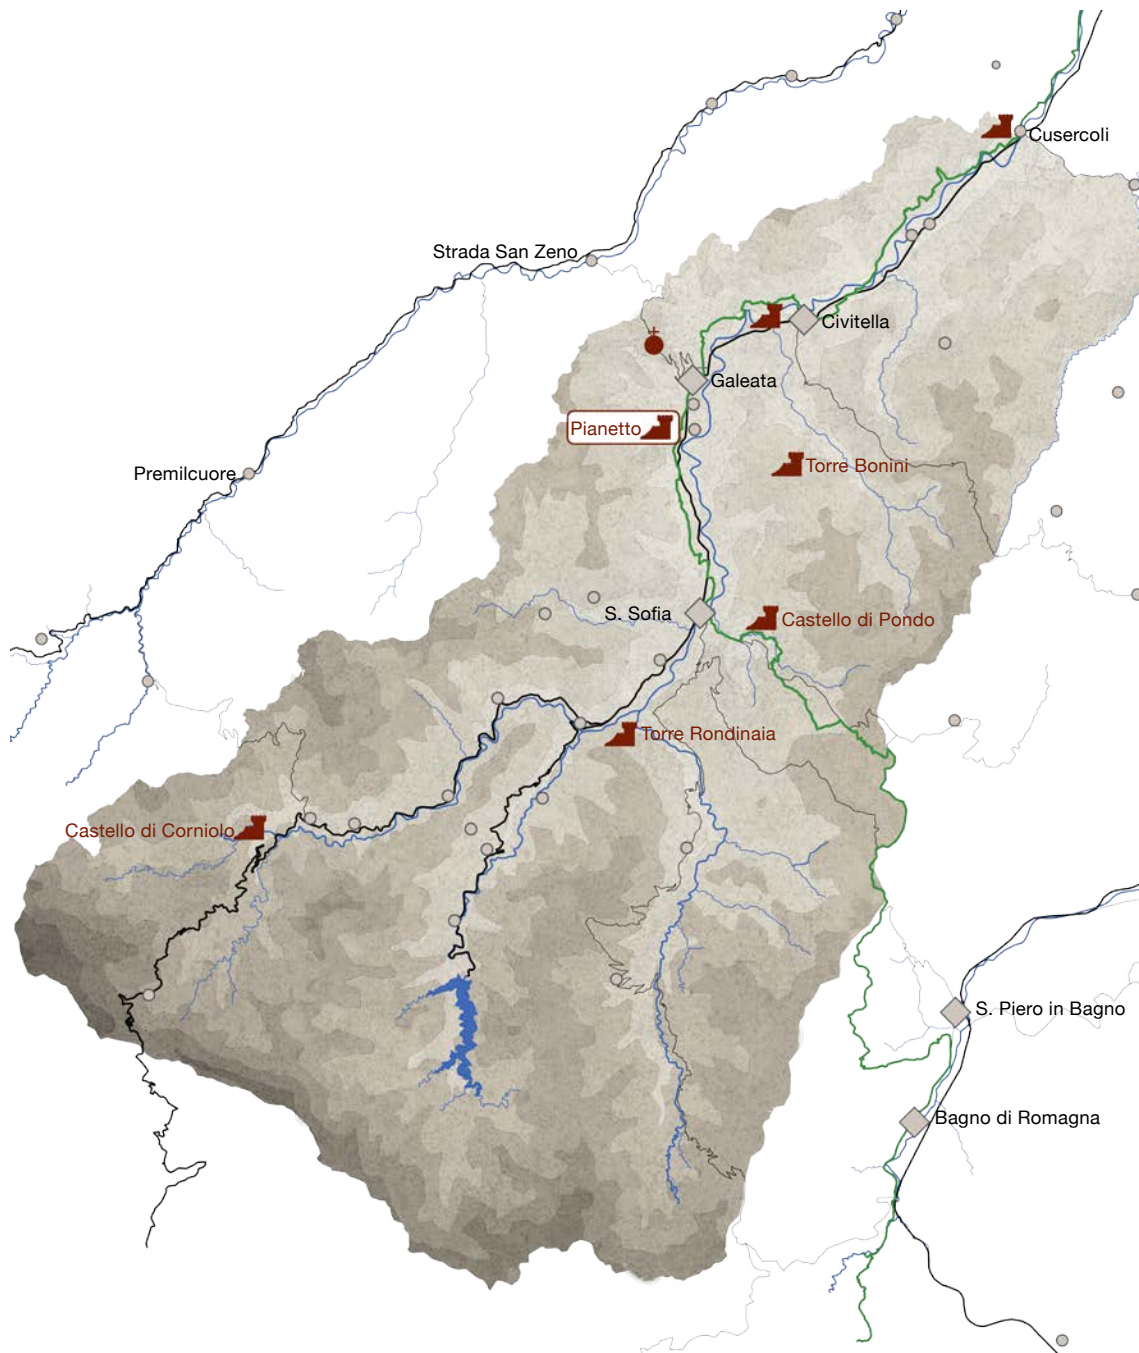 Cusercoli
Strada San Zeno
Civitella
Galeata
Pianetto
Torre Bonini
Premilcuore
S. Sofia
Castello di Pondo
Torre Rondinaia
Castello di Corniolo
S. Piero in Bagno
Bagno di Romagna